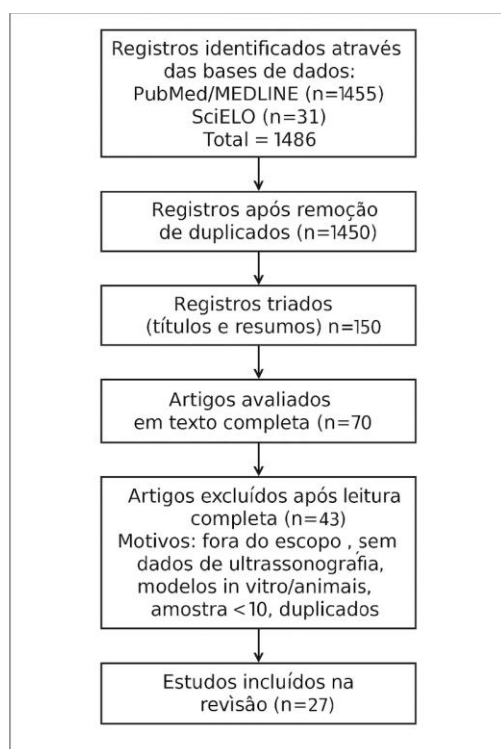 Registros identificados através
das bases de dados:
PubMed/MEDLINE (n=1455)
SciELO (n=31)
Total = 1486
Registros após remoção
de duplicados (n=1450)
Registros triados
(títulos e resumos) n=150
Artigos avaliados
em texto completa (n=70
Artigos excluídos após leitura
completa (n=43)
Motivos: fora do escopo , sem
dados de ultrassonografia,
modelos in vitro/animais,
amostra <10, duplicados
Estudos incluídos na
revisâo (n=27)